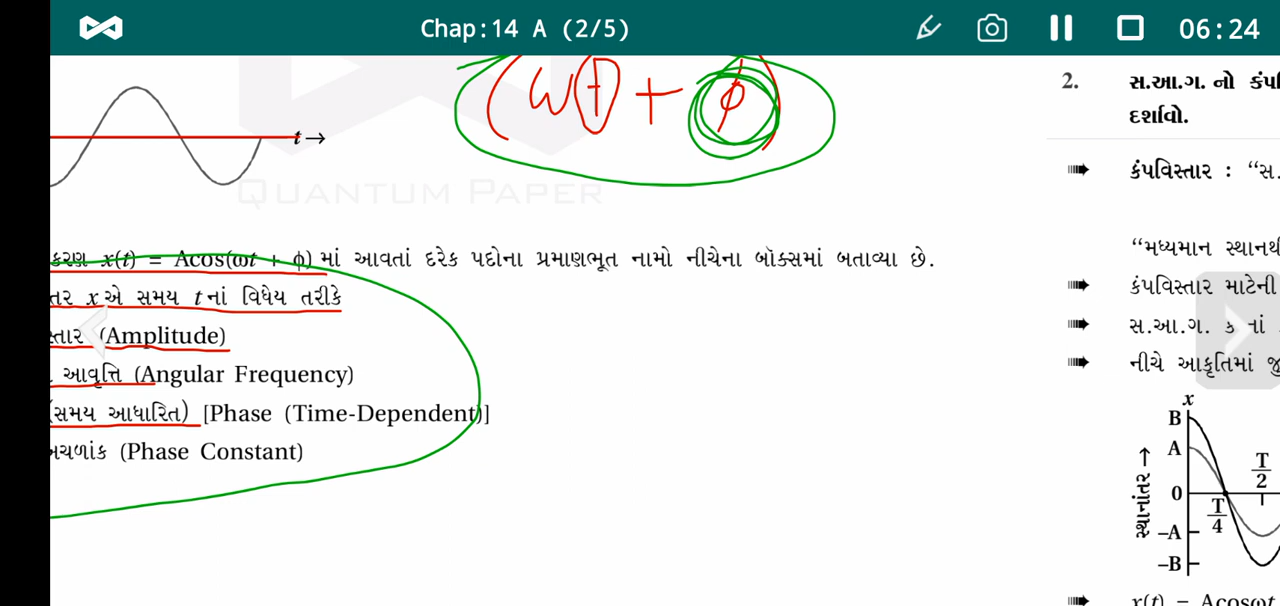 Chap:14 A (2/5)
06:24
(ωt + φ)
t→
QUANTUM PAPER
કરણ x(t) = Acos(ωt + ϕ) માં આવતાં દરેક પદોના પ્રમાણભૂત નામો નીચેના બૉક્સમાં બતાવ્યા છે.
તર x એ સમય t નાં વિધેય તરીકે
સ્તાર (Amplitude)
આવૃત્તિ (Angular Frequency)
(સમય આધારિત) [Phase (Time-Dependent)]
અચળાંક (Phase Constant)
2. સ.આ.ગ. નો કંપ
દર્શાવો.
કંપવિસ્તાર : “સ.
“મધ્યમાન સ્થાનથી
કંપવિસ્તાર માટેની
સ.આ.ગ.
નીચે આકૃતિમાં
x
B
A
0
–A
–B
સ્થાનાંતર →
T/4
T/2
x(t) = Acosωt